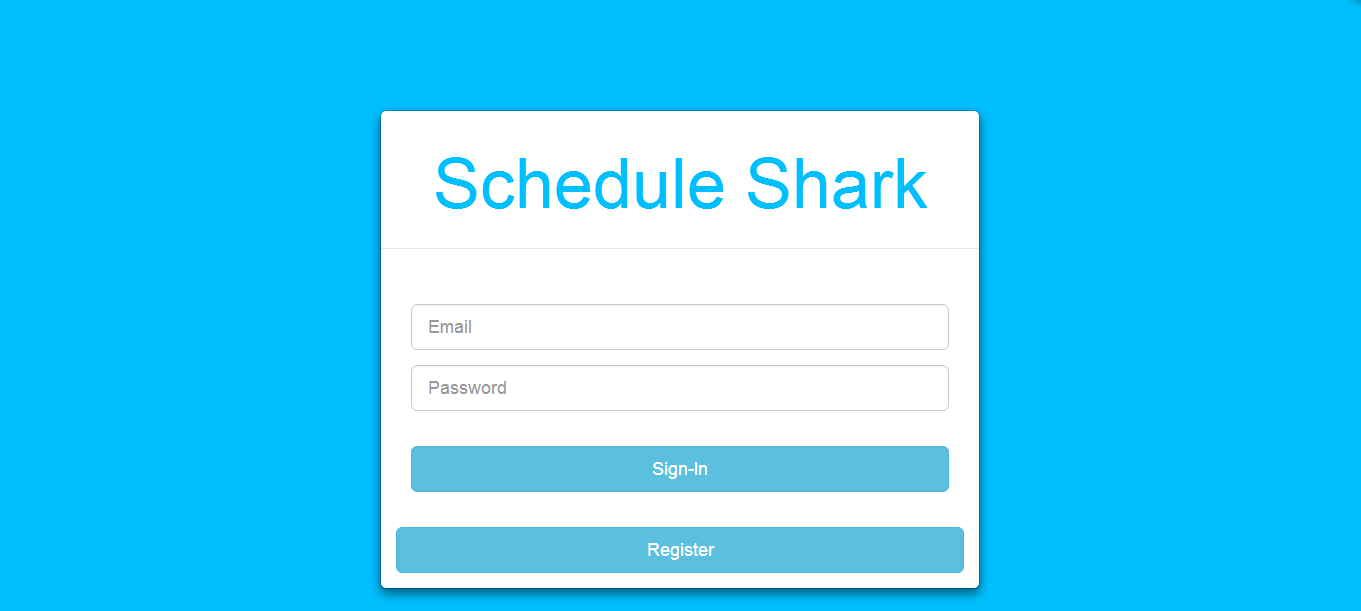 Schedule Shark
Email
Password
Sign-In
Register